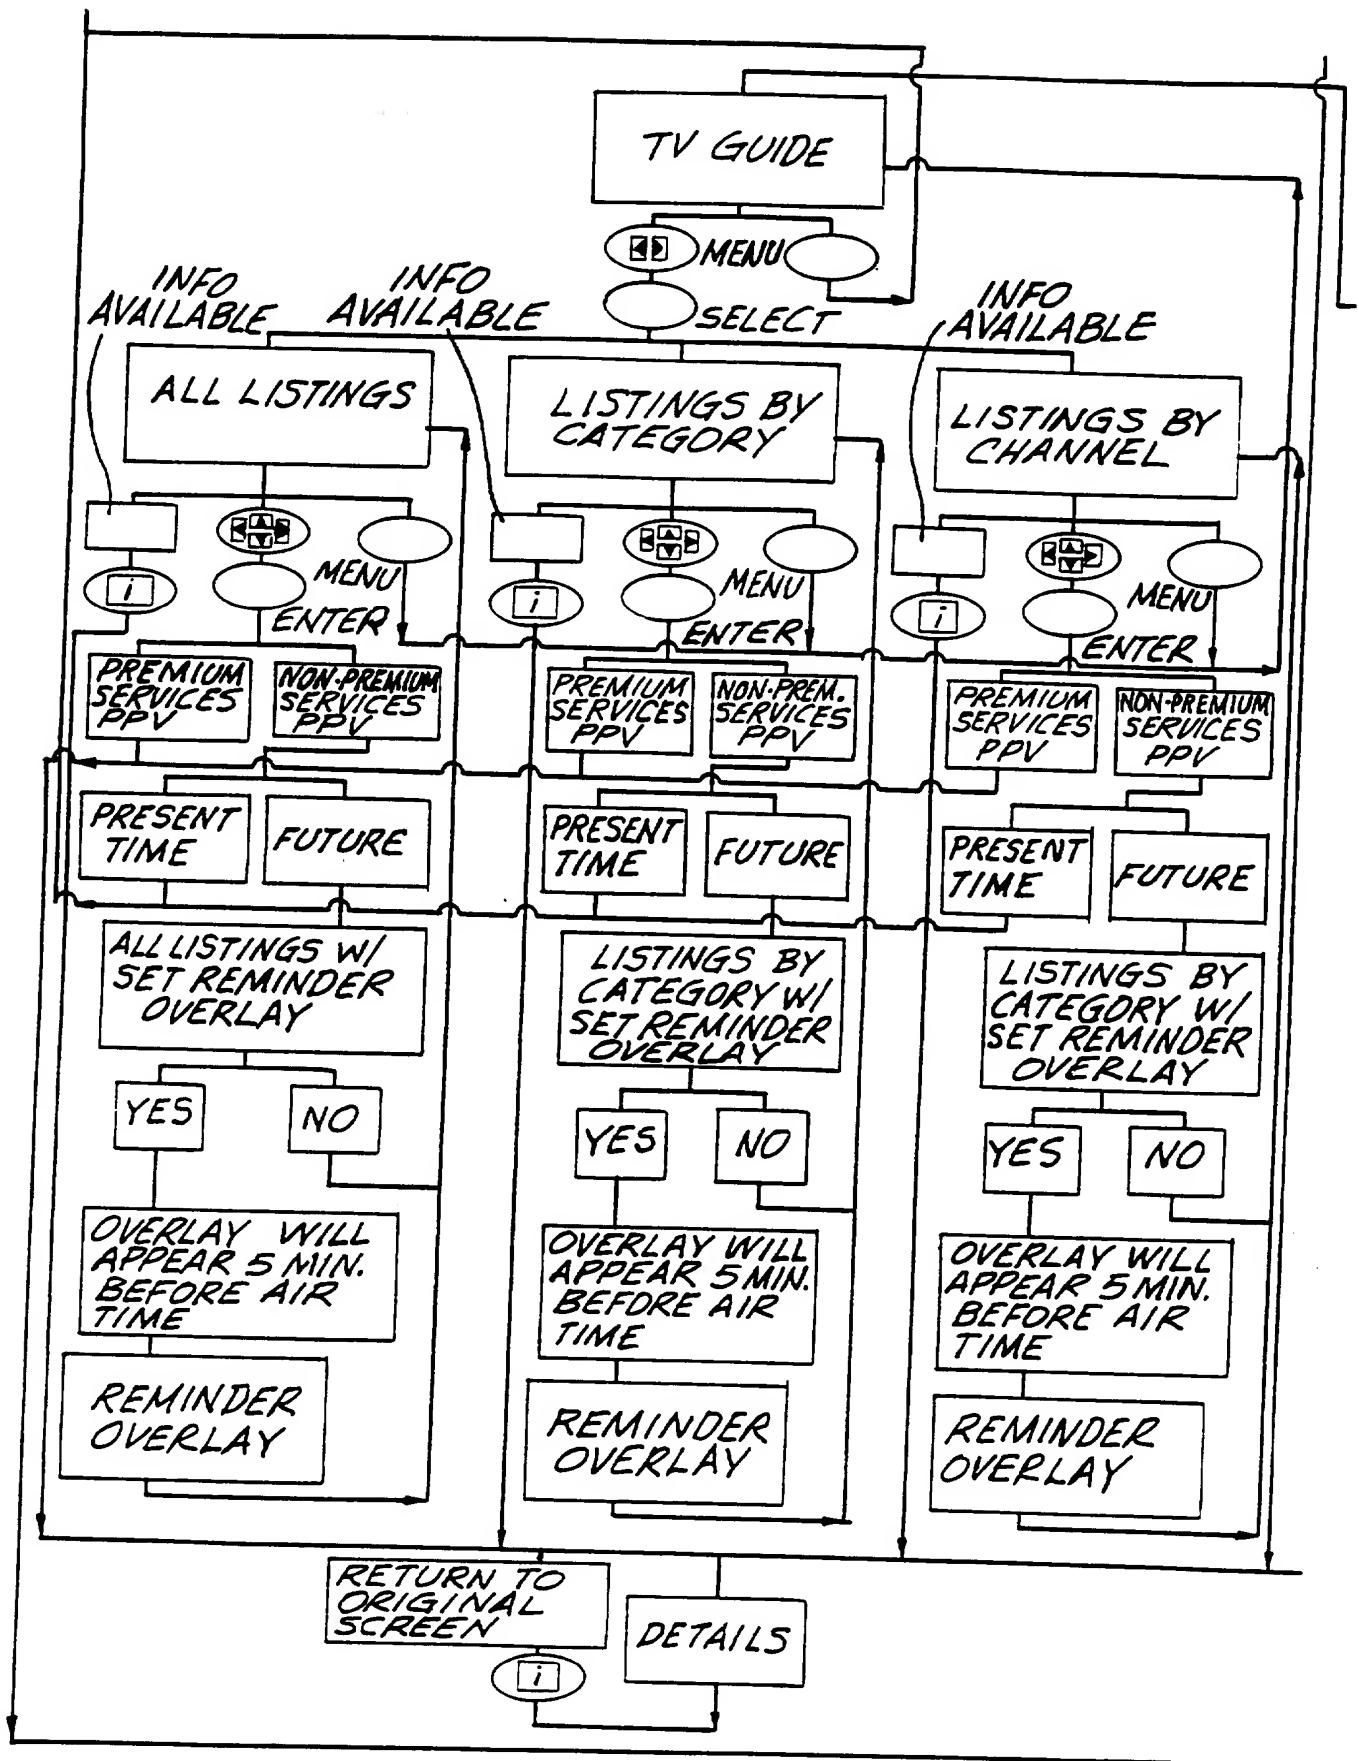 TV GUIDE
MENU
SELECT
INFO
AVAILABLE
INFO
AVAILABLE
INFO
AVAILABLE
ALL LISTINGS
LISTINGS BY
CATEGORY
LISTINGS BY
CHANNEL
i
MENU
ENTER
i
MENU
ENTER
i
MENU
ENTER
PREMIUM
SERVICES
PPV
NON-PREMIUM
SERVICES
PPV
PREMIUM
SERVICES
PPV
NON-PREM.
SERVICES
PPV
PREMIUM
SERVICES
PPV
NON-PREMIUM
SERVICES
PPV
PRESENT
TIME
FUTURE
PRESENT
TIME
FUTURE
PRESENT
TIME
FUTURE
ALL LISTINGS W/
SET REMINDER
OVERLAY
LISTINGS BY
CATEGORY W/
SET REMINDER
OVERLAY
LISTINGS BY
CATEGORY W/
SET REMINDER
OVERLAY
YES
NO
YES
NO
YES
NO
OVERLAY WILL
APPEAR 5 MIN.
BEFORE AIR
TIME
OVERLAY WILL
APPEAR 5 MIN.
BEFORE AIR
TIME
OVERLAY WILL
APPEAR 5 MIN.
BEFORE AIR
TIME
REMINDER
OVERLAY
REMINDER
OVERLAY
REMINDER
OVERLAY
RETURN TO
ORIGINAL
SCREEN
DETAILS
i